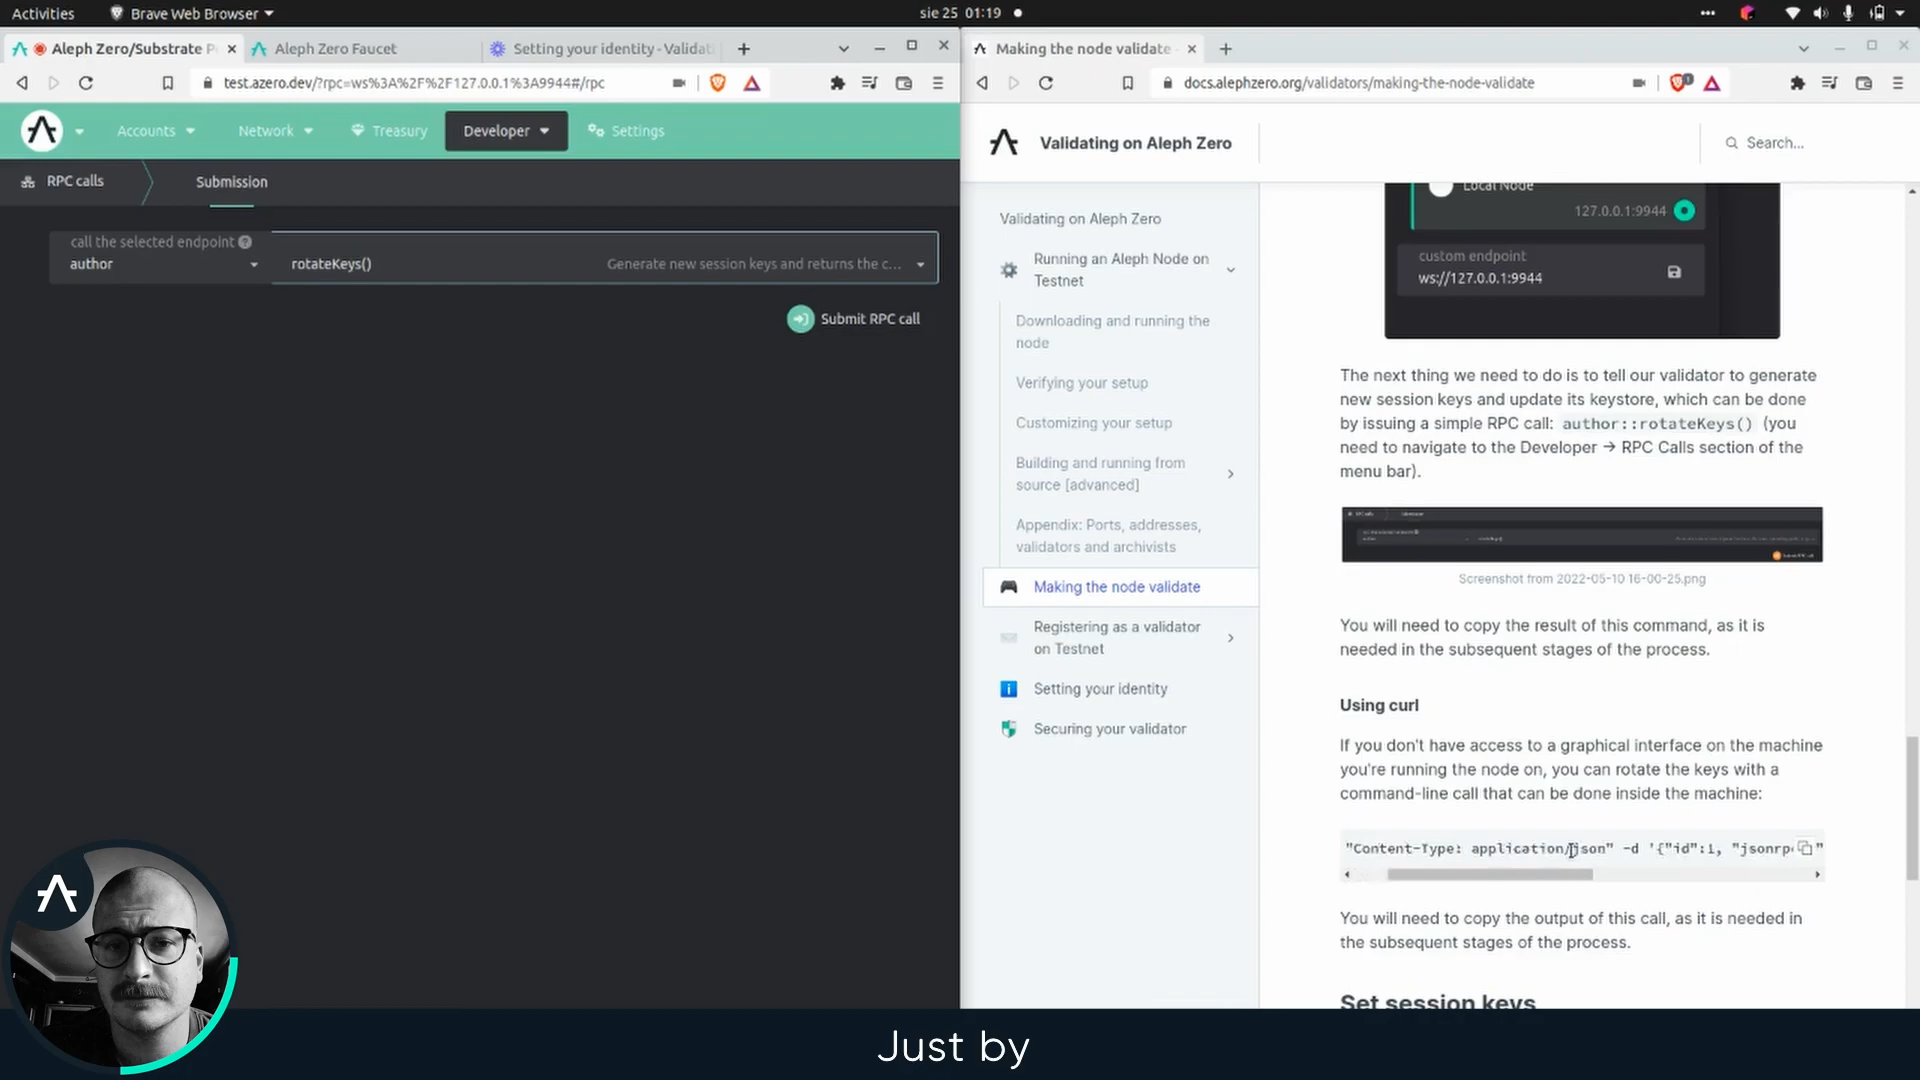 Activities
Brave Web Browser
sie 25 01:19
Aleph Zero/Substrate P
Aleph Zero Faucet
Setting your identity - Valida
test.azero.dev/?rpc=ws%3A%2F%2F127.0.0.1%3A9944#/rpc
Accounts
Network
Treasury
Developer
Settings
RPC calls
Submission
call the selected endpoint
author
rotateKeys()
Generate new session keys and returns the c...
Submit RPC call
Making the node validate
docs.alephzero.org/validators/making-the-node-validate
Validating on Aleph Zero
Search...
Validating on Aleph Zero
Running an Aleph Node on
Testnet
Downloading and running the
node
Verifying your setup
Customizing your setup
Building and running from
source [advanced]
Appendix: Ports, addresses,
validators and archivists
Making the node validate
Registering as a validator
on Testnet
Setting your identity
Securing your validator
Local Node
127.0.0.1:9944
custom endpoint
ws://127.0.0.1:9944
The next thing we need to do is to tell our validator to generate
new session keys and update its keystore, which can be done
by issuing a simple RPC call: author::rotateKeys() (you
need to navigate to the Developer → RPC Calls section of the
menu bar).
Screenshot from 2022-05-10 16-00-25.png
You will need to copy the result of this command, as it is
needed in the subsequent stages of the process.
Using curl
If you don't have access to a graphical interface on the machine
you're running the node on, you can rotate the keys with a
command-line call that can be done inside the machine:
"Content-Type: application/json" -d '{"id":1, "jsonrp
You will need to copy the output of this call, as it is needed in
the subsequent stages of the process.
Set session keys
Just by